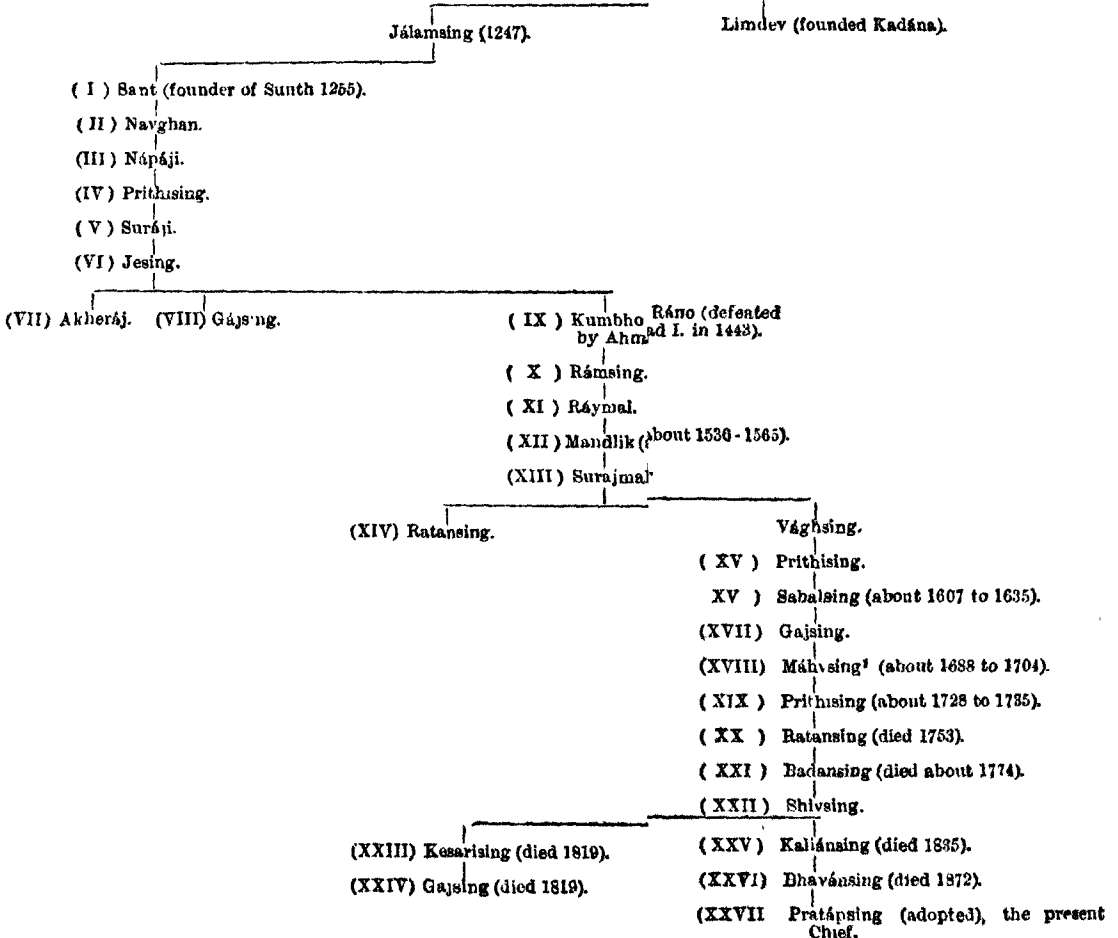 Jálamsing (1247).
Limdev (founded Kadána).
( I ) Sant (founder of Sunth 1255).
( II ) Navghan.
(III) Nápáji.
(IV) Prithising.
( V ) Suráji.
(VI) Jesing.
(VII) Akheráj. (VIII) Gájsing.
( IX ) Kumbho Ráno (defeated
by Ahmad I. in 1443).
( X ) Rámsing.
( XI ) Ráymal.
(XII) Mandlik (about 1536-1565).
(XIII) Surajmal
(XIV) Ratansing.
Vághsing.
( XV ) Prithising.
XV ) Sabalsing (about 1607 to 1635).
(XVII) Gajsing.
(XVIII) Máhvsing¹ (about 1688 to 1704).
(XIX ) Prithising (about 1728 to 1735).
( XX ) Ratansing (died 1753).
( XXI ) Badansing (died about 1774).
(XXII) Shivsing.
(XXIII) Kesarising (died 1819).
(XXIV) Gajsing (died 1819).
(XXV) Kaliánsing (died 1835).
(XXVI) Bhavánsing (died 1872).
(XXVII Pratápsing (adopted), the present
Chief.